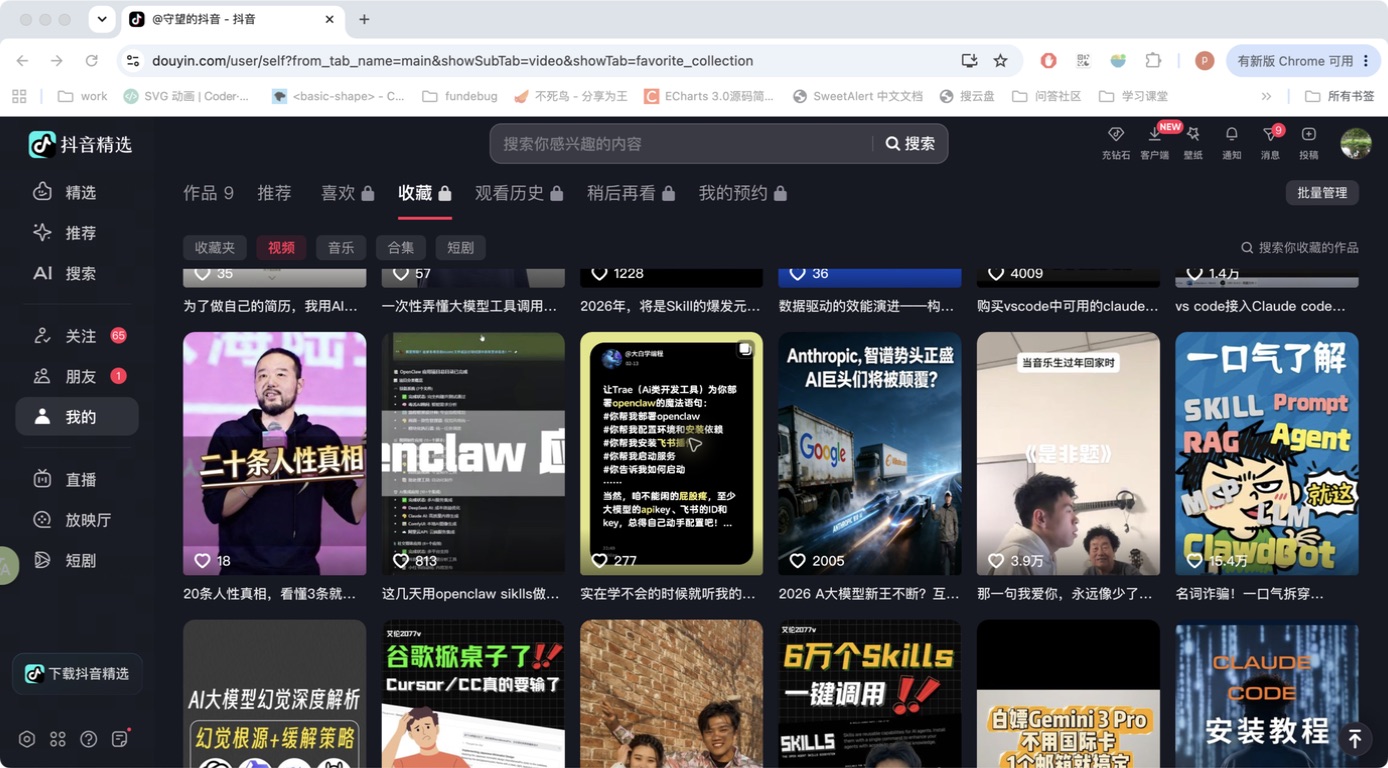 @守望的抖音 - 抖音
douyin.com/user/self?from_tab_name=main&showSubTab=video&showTab=favorite_collection
P
有新版 Chrome 可用
work
SVG 动画 | Coder-...
<basic-shape> - C...
fundebug
不死鸟 - 分享为王
ECharts 3.0源码简...
SweetAlert 中文文档
搜云盘
问答社区
学习课堂
所有书签
抖音精选
搜索你感兴趣的内容
搜索
充钻石
客户端
NEW
壁纸
通知
9
消息
投稿
精选
推荐
AI 搜索
关注 65
朋友 1
我的
直播
放映厅
短剧
下载抖音精选
作品 9
推荐
喜欢
收藏
观看历史
稍后再看
我的预约
批量管理
收藏夹
视频
音乐
合集
短剧
搜索你收藏的作品
35
57
1228
36
4009
1.4万
为了做自己的简历，我用AI...
一次性弄懂大模型工具调用...
2026年，将是Skill的爆发元...
数据驱动的效能演进——构...
购买vscode中可用的claude...
vs code接入Claude code...
二十条人性真相
18
nclaw 应
813
@大白学编程
02-13
让Trae（Ai类开发工具）为你部
署openclaw的魔法语句：
#你帮我部署openclaw
#你帮我配置环境和安装依赖
#你帮我安装飞书插
#你帮我启动服务
#你告诉我如何启动
------
当然，咱不能闲的屁股疼，至少
大模型的apikey、飞书的ID和
key，总得自己动手配置吧！...
277
Anthropic,智谱势头正盛
AI巨头们将被颠覆?
Google
2005
当音乐生过年回家时
《是非题》
3.9万
一口气了解
SKILL
Prompt
RAG
Agent
MCP
LLM
就这
ClawdBot
15.4万
20条人性真相，看懂3条就...
这几天用openclaw siklls做...
实在学不会的时候就听我的...
2026 A大模型新王不断？互...
那一句我爱你，永远像少了...
名词诈骗！一口气拆穿...
AI大模型幻觉深度解析
幻觉根源+缓解策略
艾伦2077v
谷歌掀桌子了!!
Cursor/CC真的要输了
艾伦2077v
6万个Skills
一键调用!!
SKILLS
白嫖Gemini 3 Pro
不用国际卡
1个邮箱就搞定
CLAUDE
CODE
安装教程